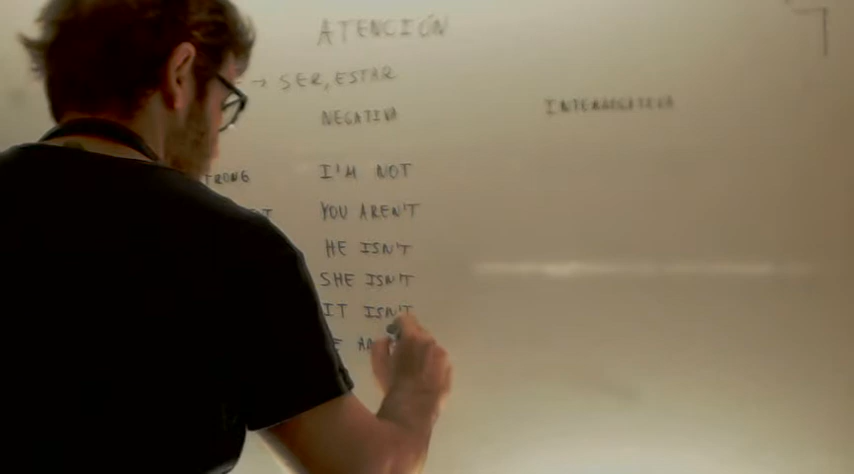 ATENCIÓN
→ SER, ESTAR
NEGATIVA
INTERROGATIVA
I'M NOT
YOU AREN'T
HE ISN'T
SHE ISN'T
IT ISN'T